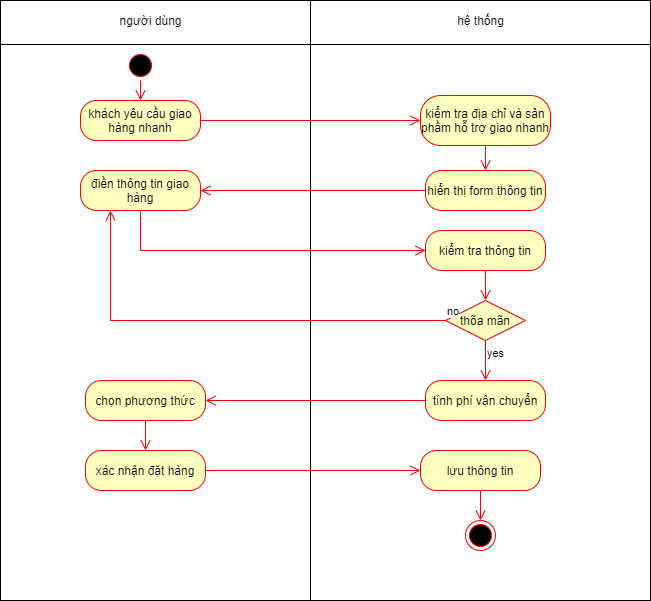 người dùng
hệ thống
khách yêu cầu giao
hàng nhanh
kiểm tra địa chỉ và sản
phẩm hỗ trợ giao nhanh
điền thông tin giao
hàng
hiển thị form thông tin
kiểm tra thông tin
no
thõa mãn
yes
chọn phương thức
tính phí vận chuyển
xác nhận đặt hàng
lưu thông tin